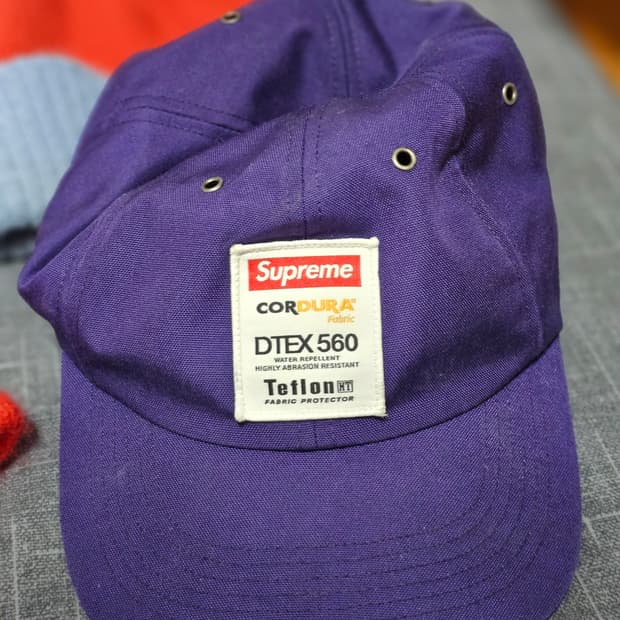 Supreme
CORDURA®
Fabric
DTEX 560
WATER REPELLENT
HIGHLY ABRASION RESISTANT
Teflon HT
FABRIC PROTECTOR